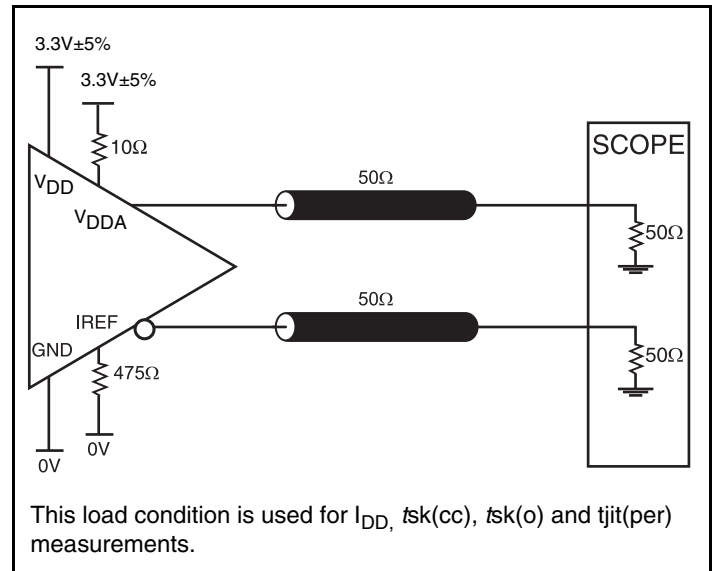 3.3V±5%
3.3V±5%
10Ω
SCOPE
VDD
50Ω
VDDA
50Ω
50Ω
IREF
GND
50Ω
475Ω
0V
0V
This load condition is used for IDD, tsk(cc), tsk(o) and tjit(per)
measurements.